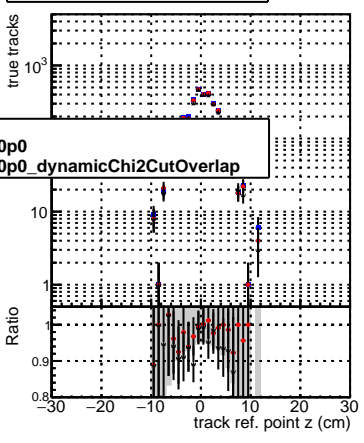 true tracks
10³
0p0
0p0_dynamicChi2CutOverlap
10
1
Ratio
1
0.9
0.8
−30 −20 −10 0 10 20 30
track ref. point z (cm)